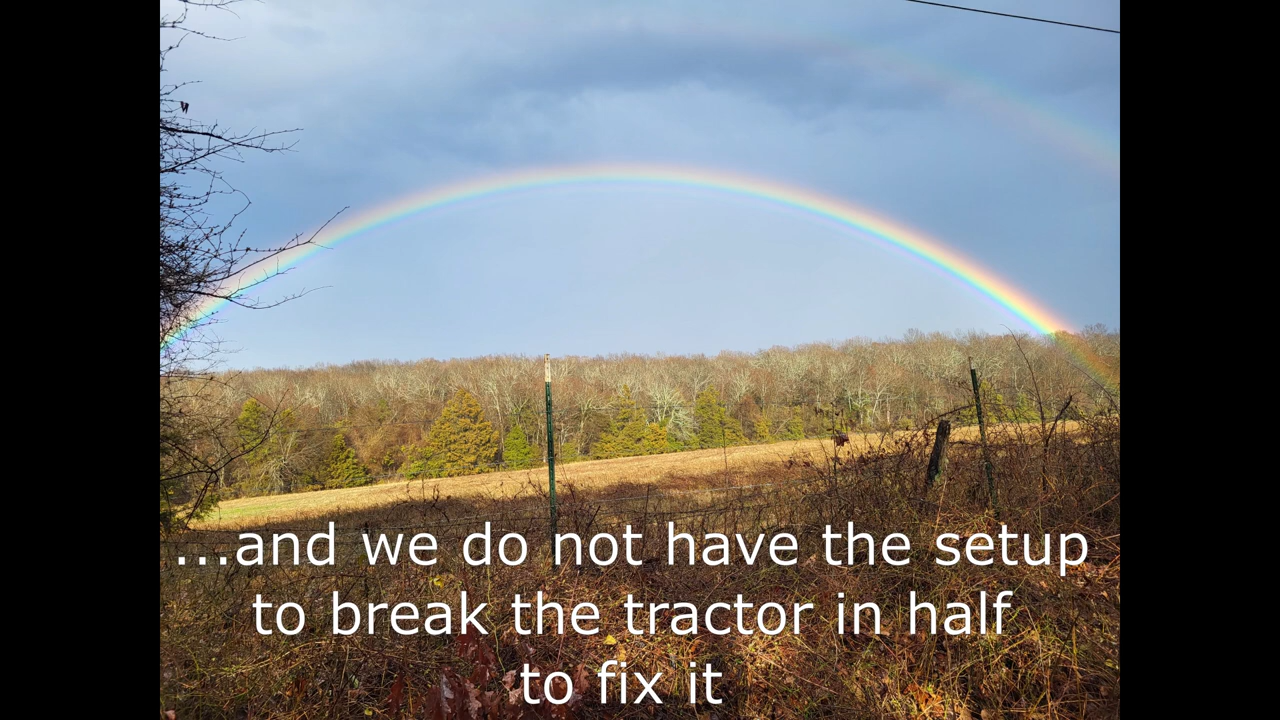 ...and we do not have the setup
to break the tractor in half
to fix it